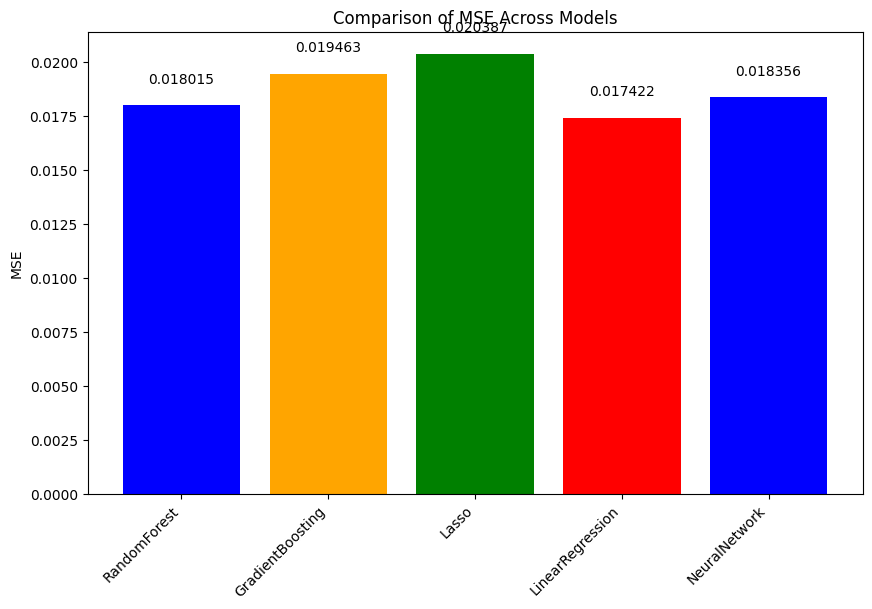 Comparison of MSE Across Models
0.020387
0.019463
0.018015
0.017422
0.018356
MSE
0.0200
0.0175
0.0150
0.0125
0.0100
0.0075
0.0050
0.0025
0.0000
RandomForest
GradientBoosting
Lasso
LinearRegression
NeuralNetwork